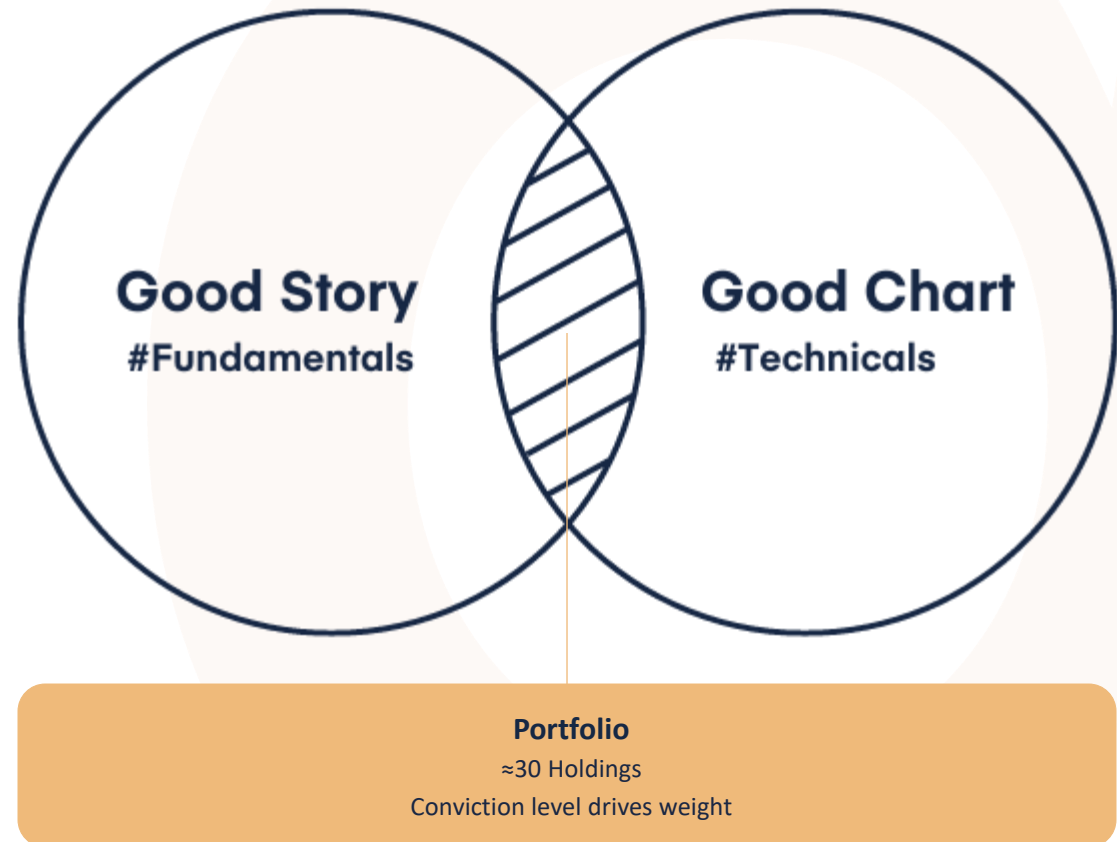 Good Story
#Fundamentals
Good Chart
#Technicals
Portfolio
≈30 Holdings
Conviction level drives weight